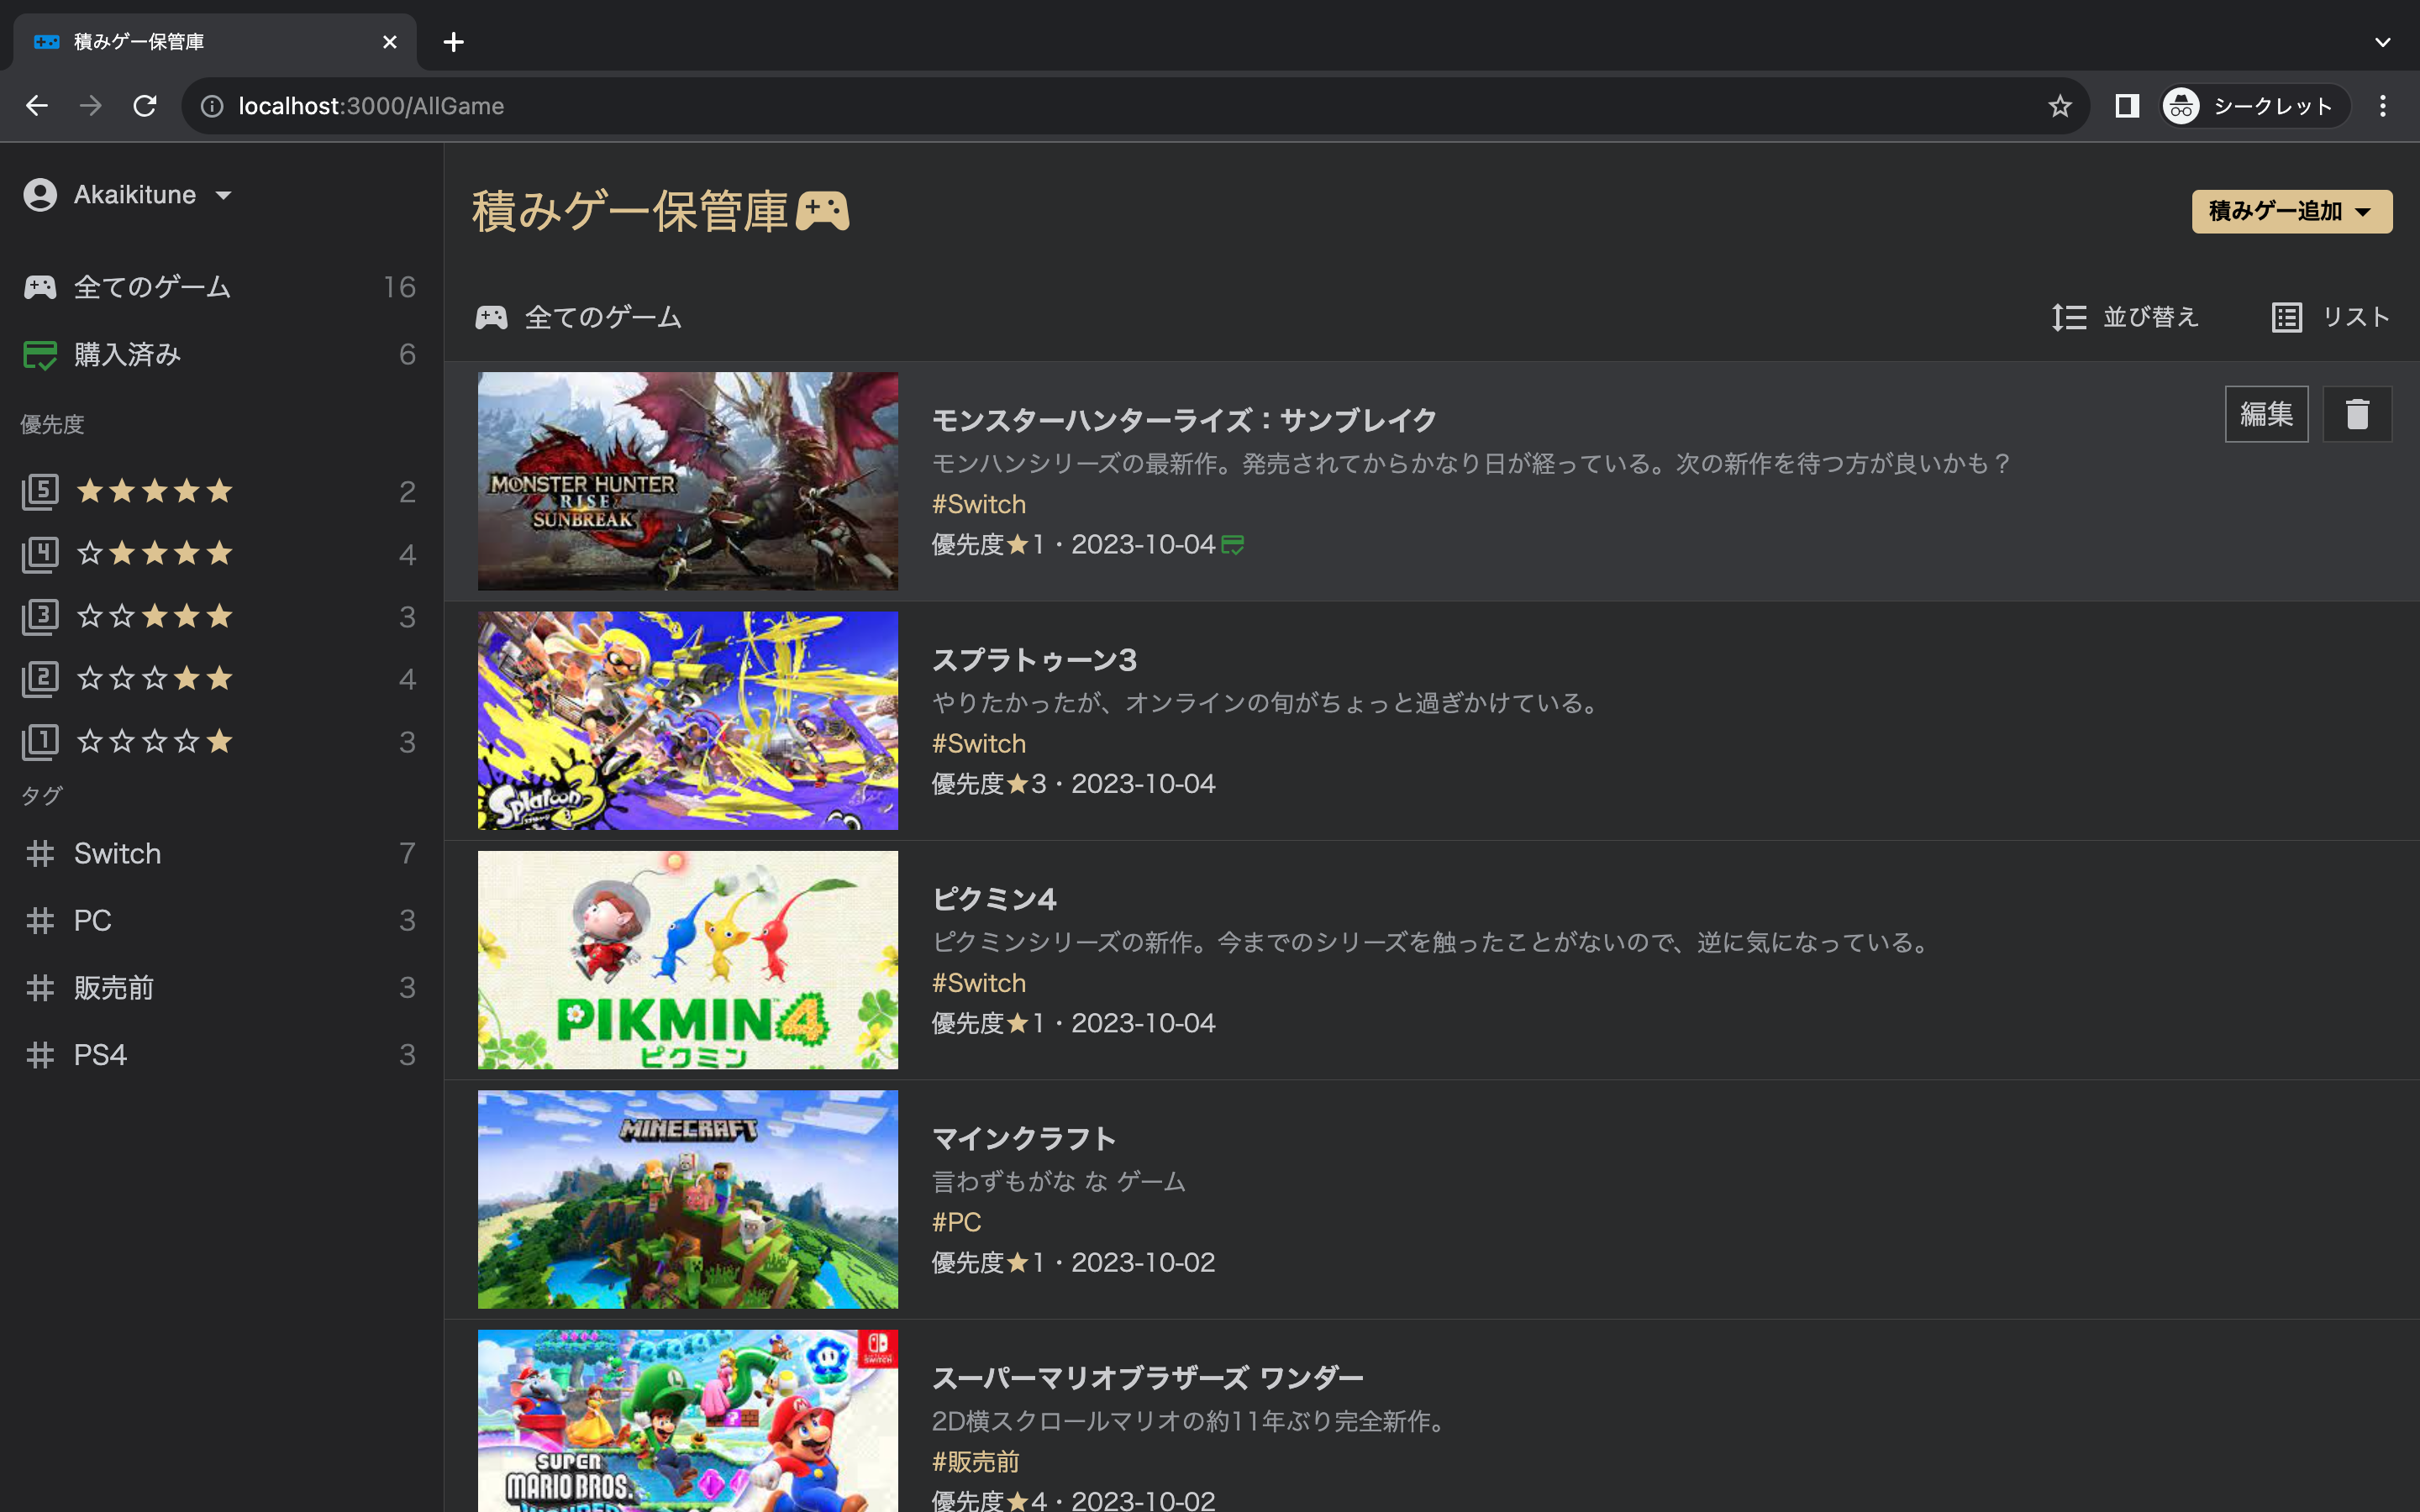 積みゲー保管庫
localhost:3000/AllGame
シークレット
Akaikitune
全てのゲーム 16
購入済み 6
優先度
5 ★★★★★ 2
4 ☆★★★★ 4
3 ☆☆★★★ 3
2 ☆☆☆★★ 4
1 ☆☆☆☆★ 3
タグ
# Switch 7
# PC 3
# 販売前 3
# PS4 3
積みゲー保管庫
積みゲー追加
全てのゲーム
並び替え
リスト
MONSTER HUNTER
RISE
SUNBREAK
モンスターハンターライズ：サンブレイク
モンハンシリーズの最新作。発売されてからかなり日が経っている。次の新作を待つ方が良いかも？
#Switch
優先度★1・2023-10-04
編集
Splatoon 3
スプラトゥーン3
やりたかったが、オンラインの旬がちょっと過ぎかけている。
#Switch
優先度★3・2023-10-04
PIKMIN 4
ピクミン
ピクミン4
ピクミンシリーズの新作。今までのシリーズを触ったことがないので、逆に気になっている。
#Switch
優先度★1・2023-10-04
MINECRAFT
マインクラフト
言わずもがな な ゲーム
#PC
優先度★1・2023-10-02
SUPER
MARIO BROS.
WONDER
スーパーマリオブラザーズ ワンダー
2D横スクロールマリオの約11年ぶり完全新作。
#販売前
優先度★4・2023-10-02